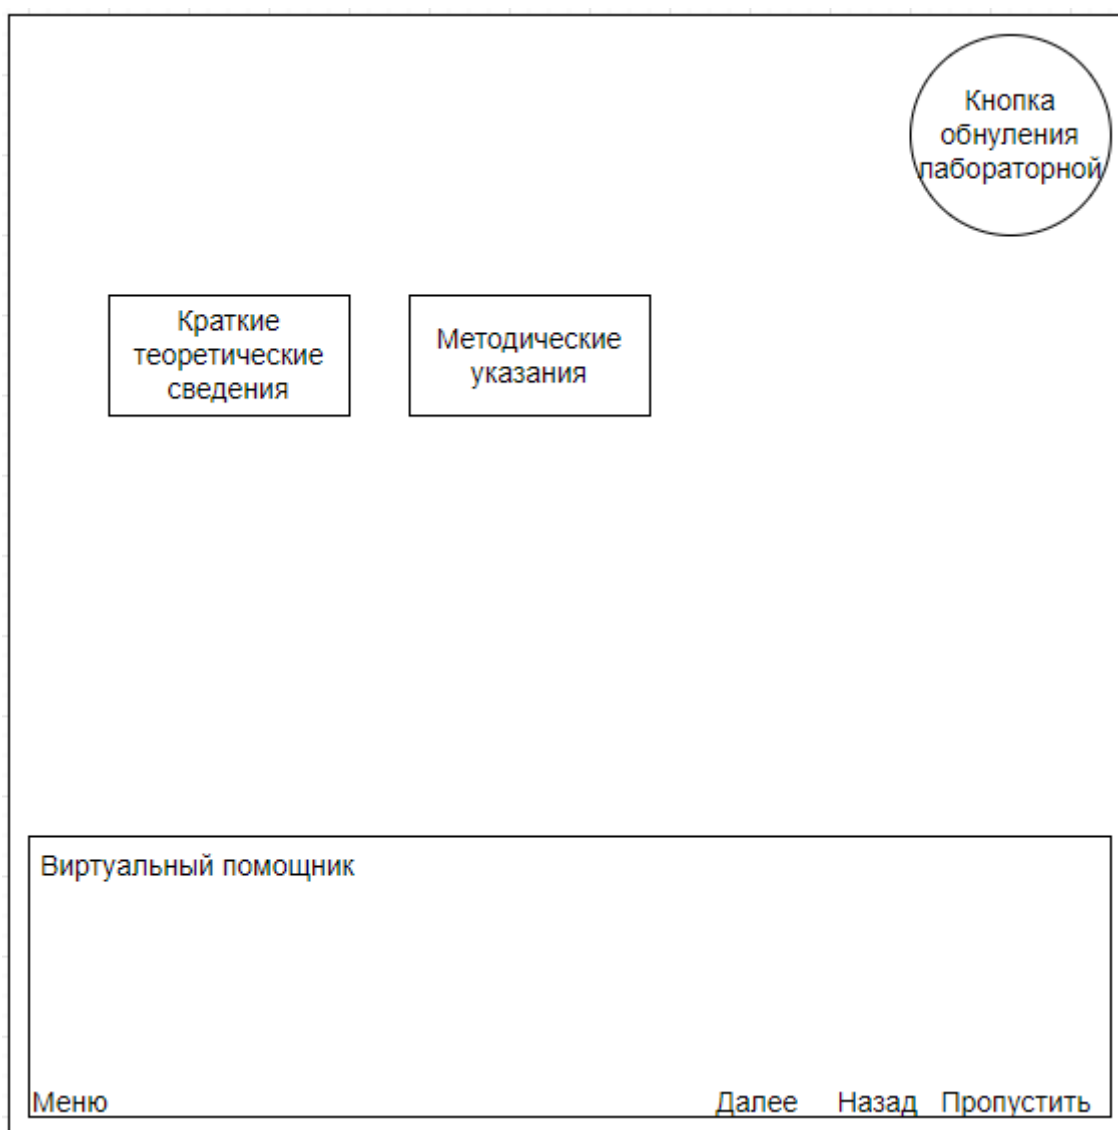 Кнопка
обнуления
лабораторной
Краткие
теоретические
сведения
Методические
указания
Виртуальный помощник
Меню
Далее
Назад
Пропустить